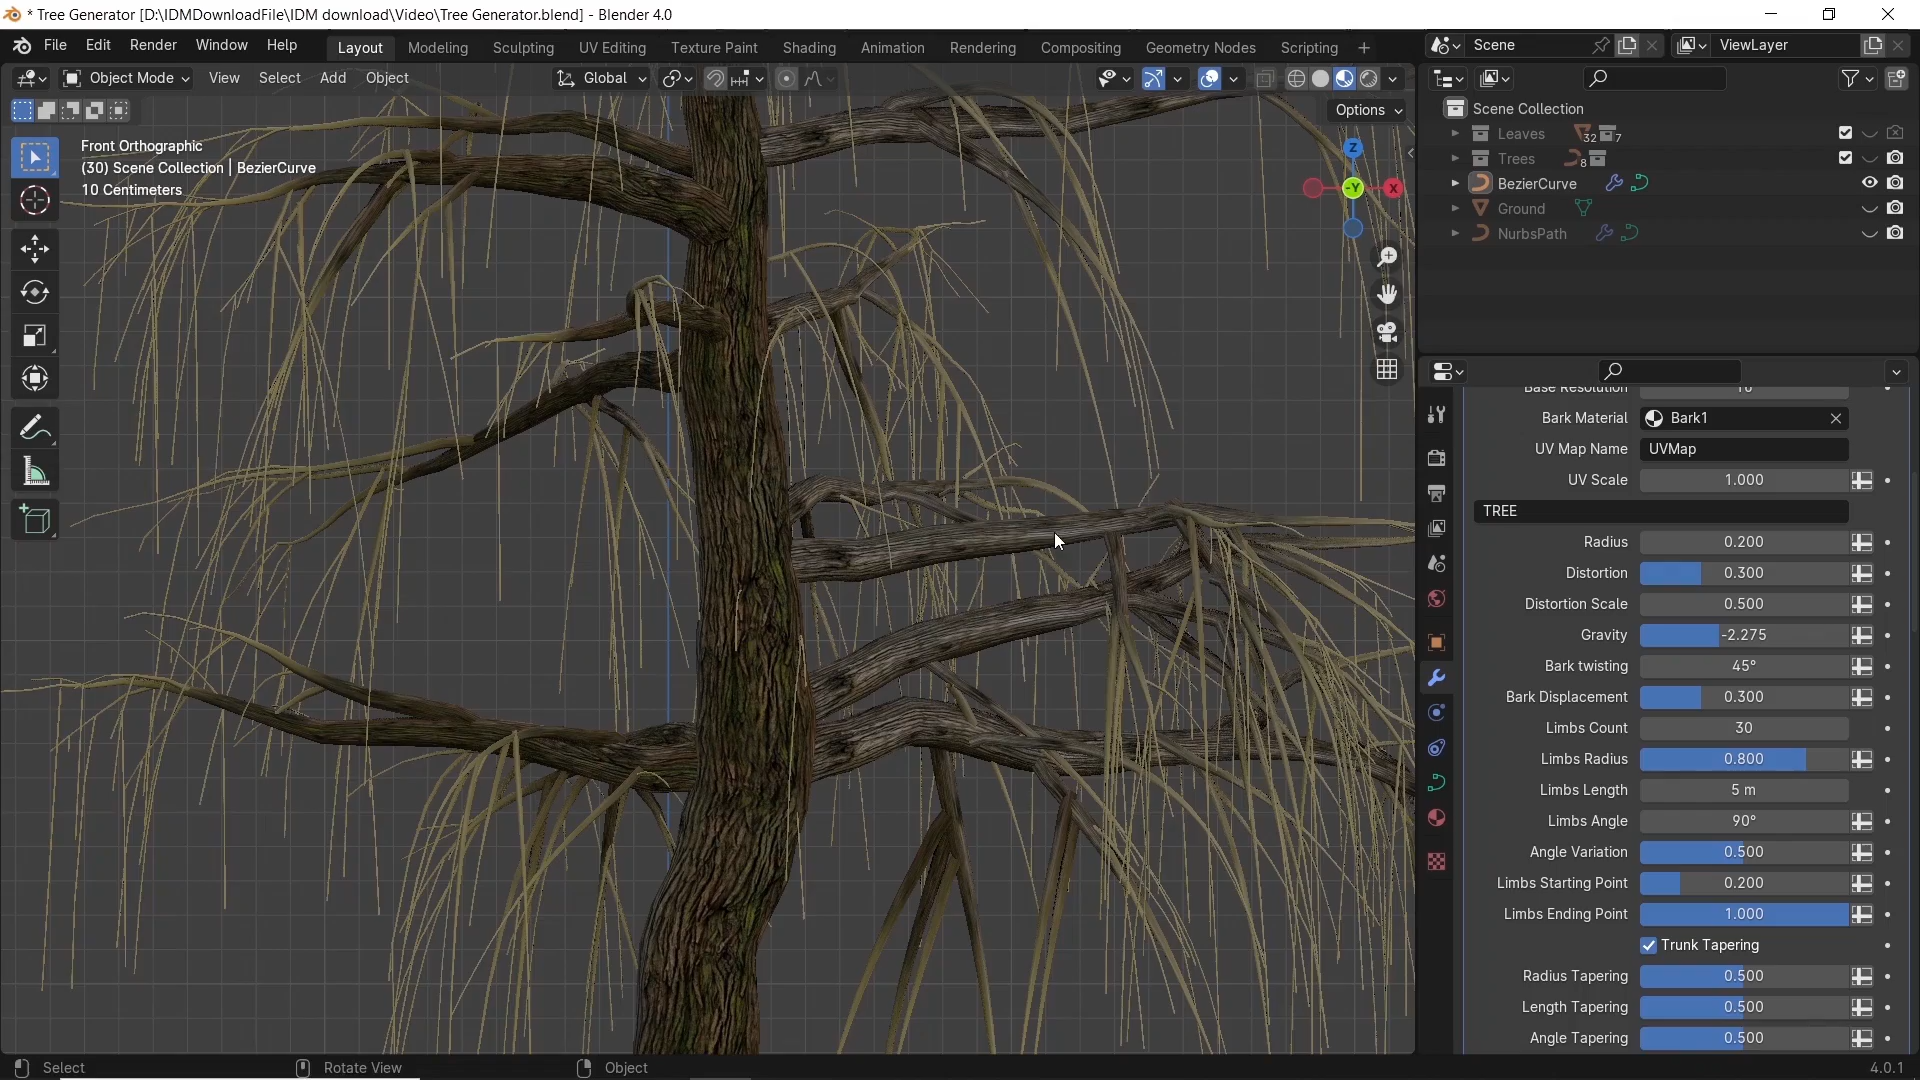 * Tree Generator [D:\IDMDownloadFile\IDM download\Video\Tree Generator.blend] - Blender 4.0
File Edit Render Window Help Layout Modeling Sculpting UV Editing Texture Paint Shading Animation Rendering Compositing Geometry Nodes Scripting + Scene ViewLayer
Object Mode View Select Add Object Global
Options
Front Orthographic
(30) Scene Collection | BezierCurve
10 Centimeters
Z
-Y
X
Scene Collection
Leaves 32 7
Trees 8
BezierCurve
Ground
NurbsPath
Base Resolution 16
Bark Material Bark1
UV Map Name UVMap
UV Scale 1.000
TREE
Radius 0.200
Distortion 0.300
Distortion Scale 0.500
Gravity -2.275
Bark twisting 45°
Bark Displacement 0.300
Limbs Count 30
Limbs Radius 0.800
Limbs Length 5 m
Limbs Angle 90°
Angle Variation 0.500
Limbs Starting Point 0.200
Limbs Ending Point 1.000
Trunk Tapering
Radius Tapering 0.500
Length Tapering 0.500
Angle Tapering 0.500
Select Rotate View Object 4.0.1